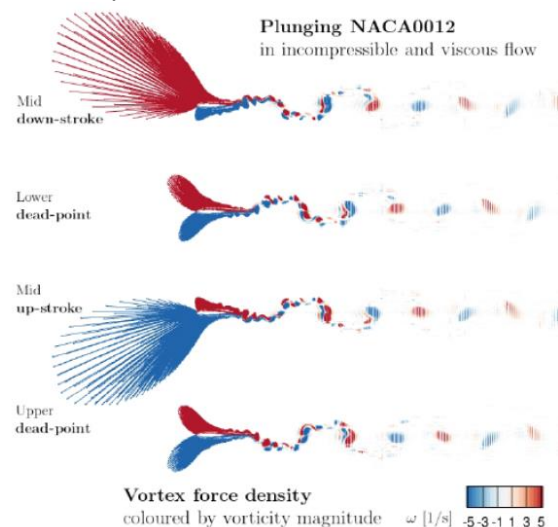 Plunging NACA0012
in incompressible and viscous flow
Mid
down-stroke
Lower
dead-point
Mid
up-stroke
Upper
dead-point
Vortex force density
coloured by vorticity magnitude ω [1/s]
-5 -3 -1 1 3 5